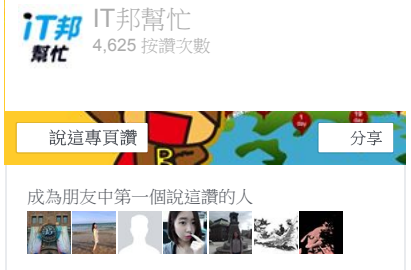 iT邦
幫忙
IT邦幫忙
4,625 按讚次數
說這專頁讚
分享
成為朋友中第一個說這讚的人